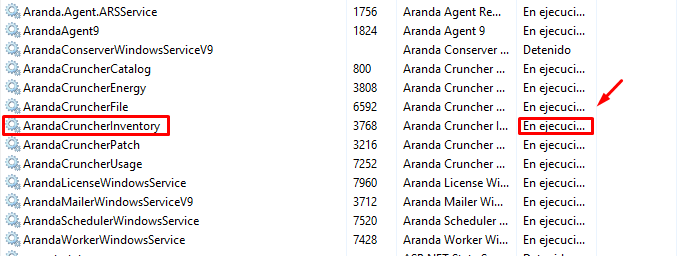 Aranda.Agent.ARSService 1756 Aranda Agent Re... En ejecuci...
ArandaAgent9 1824 Aranda Agent 9 En ejecuci...
ArandaConserverWindowsServiceV9 Aranda Conserver ... Detenido
ArandaCruncherCatalog 800 Aranda Cruncher ... En ejecuci...
ArandaCruncherEnergy 3808 Aranda Cruncher ... En ejecuci...
ArandaCruncherFile 6592 Aranda Cruncher ... En ejecuci...
ArandaCruncherInventory 3768 Aranda Cruncher I... En ejecuci...
ArandaCruncherPatch 3216 Aranda Cruncher ... En ejecuci...
ArandaCruncherUsage 7252 Aranda Cruncher ... En ejecuci...
ArandaLicenseWindowsService 7960 Aranda License Wi... En ejecuci...
ArandaMailerWindowsServiceV9 3712 Aranda Mailer Win... En ejecuci...
ArandaSchedulerWindowsService 7520 Aranda Scheduler ... En ejecuci...
ArandaWorkerWindowsService 7428 Aranda Worker Wi... En ejecuci...